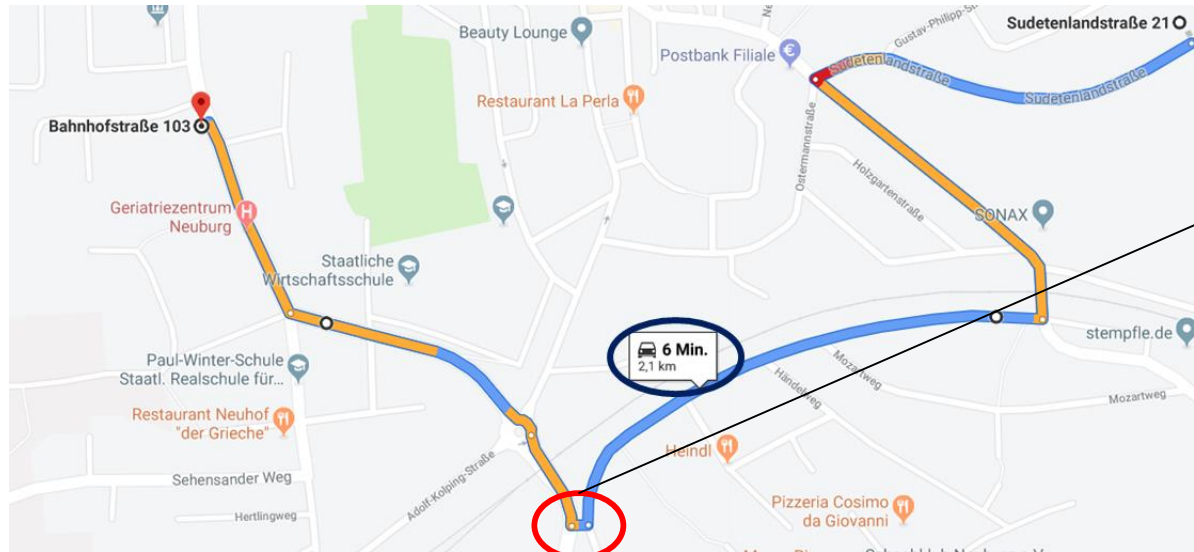 Beauty Lounge
Sudetenlandstraße 21
Gustav-Philipp-St
Postbank Filiale
Sudetenlandstraße
Sudetenlandstraße
Restaurant La Perla
Bahnhofstraße 103
Ostermannstraße
Holzgartenstraße
Geriatriezentrum
Neuburg
SONAX
Staatliche
Wirtschaftsschule
6 Min.
2,1 km
stempfle.de
Paul-Winter-Schule
Staatl. Realschule für...
Mozartweg
Händelweg
Mozartweg
Restaurant Neuhof
"der Grieche"
Heindl
Sehensander Weg
Adolf-Kolping-Straße
Pizzeria Cosimo
da Giovanni
Hertlingweg